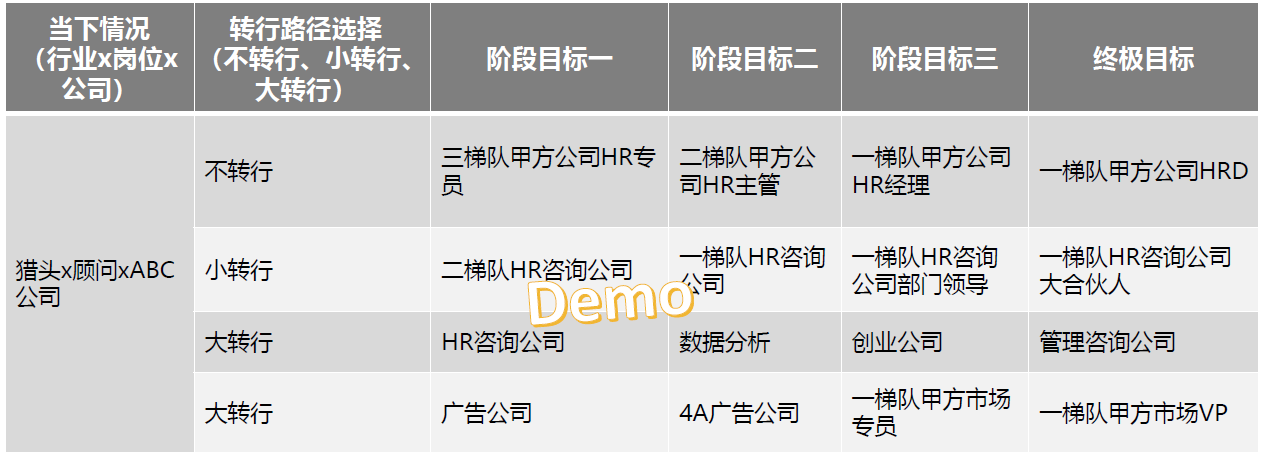 当下情况
（行业x岗位x
公司）
转行路径选择
（不转行、小转行、
大转行）
阶段目标一
阶段目标二
阶段目标三
终极目标
猎头x顾问xABC
公司
不转行
三梯队甲方公司HR专
员
二梯队甲方公
司HR主管
一梯队甲方公司
HR经理
一梯队甲方公司HRD
小转行
二梯队HR咨询公司
一梯队HR咨询
公司
一梯队HR咨询
公司部门领导
一梯队HR咨询公司
大合伙人
Demo
大转行
HR咨询公司
数据分析
创业公司
管理咨询公司
大转行
广告公司
4A广告公司
一梯队甲方市场
专员
一梯队甲方市场VP